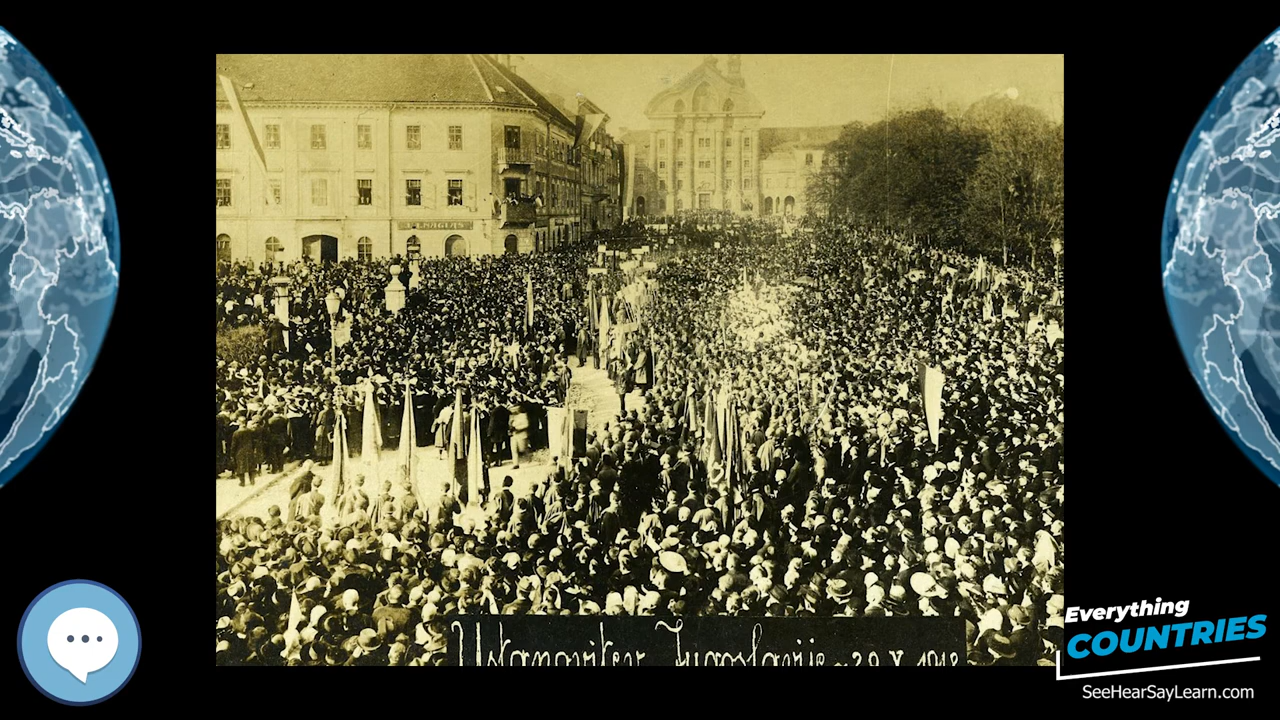 Ustanovitev Jugoslavije - 29. X. 1918.
Everything
COUNTRIES
SeeHearSayLearn.com